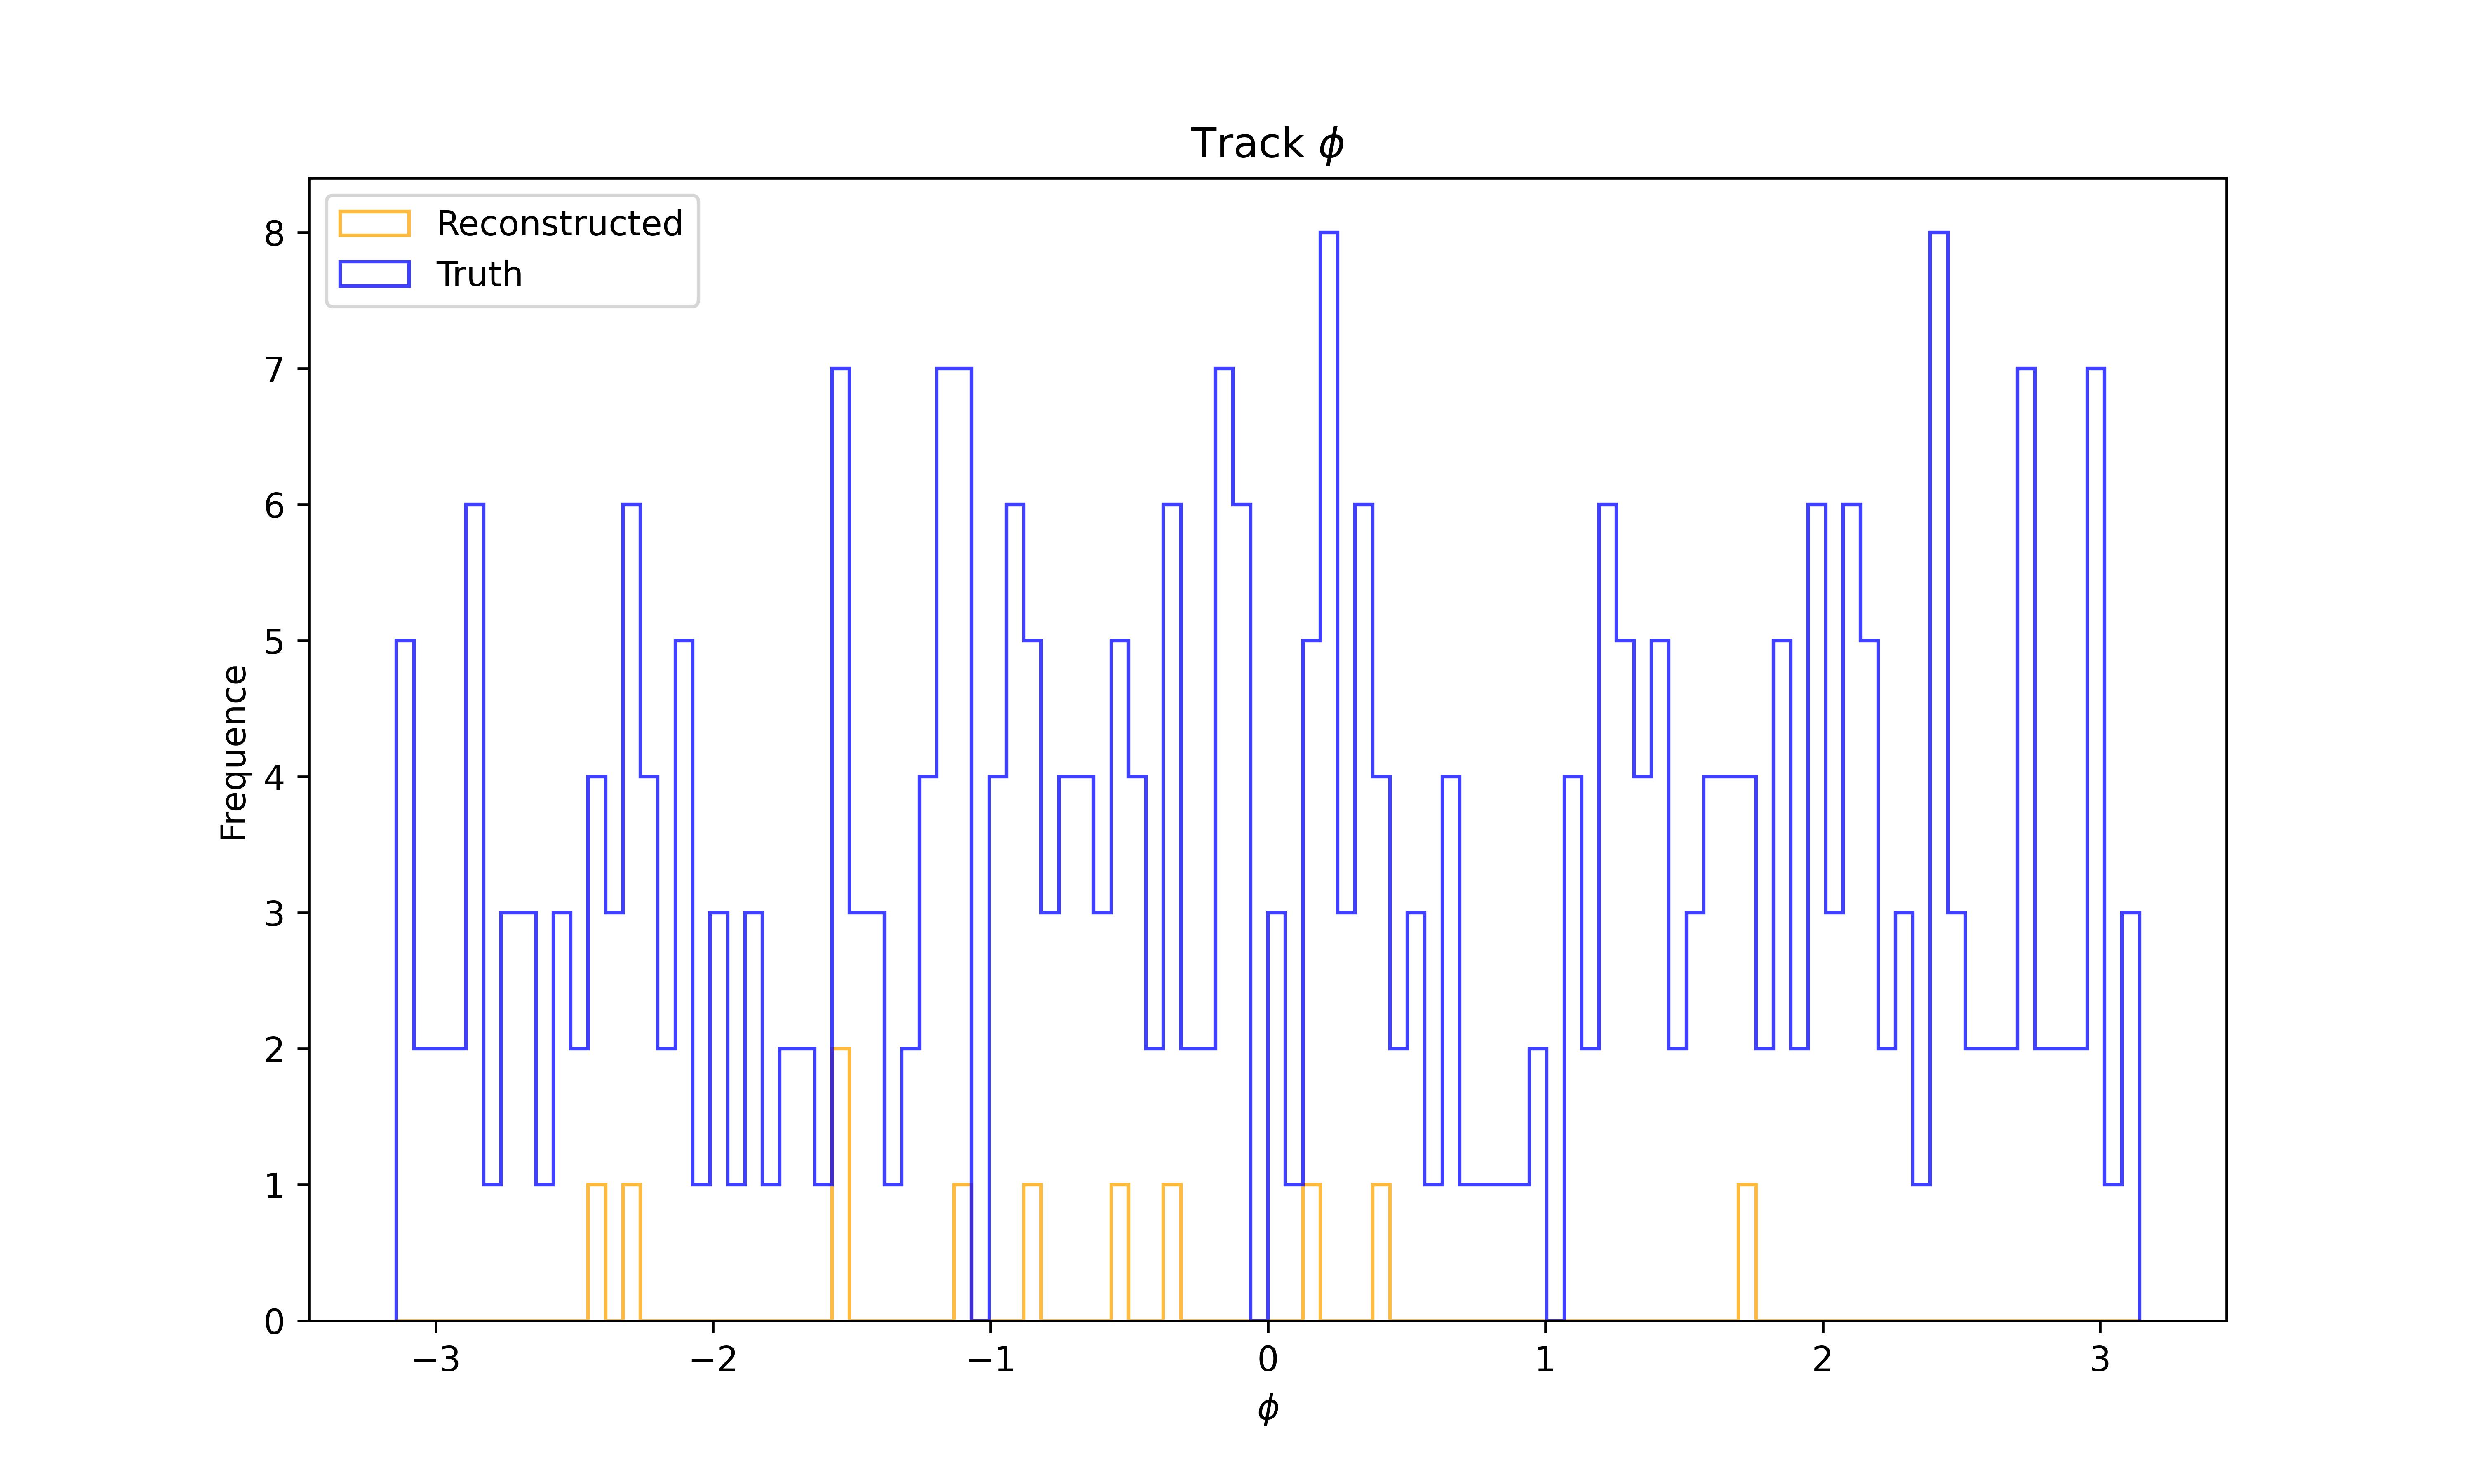 Track ϕ
Reconstructed
Truth
8
7
6
5
4
3
2
1
0
Frequence
−3 −2 −1 0 1 2 3
ϕ